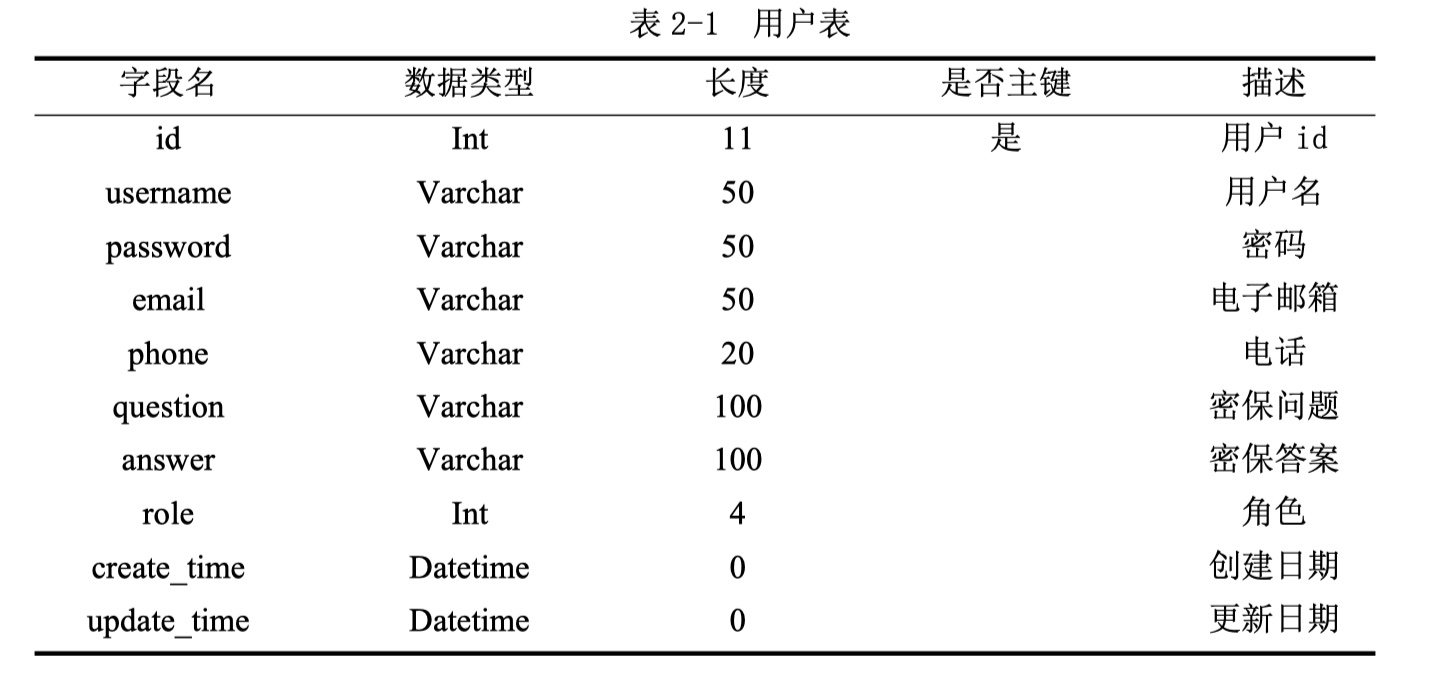 表 2-1 用户表
字段名 数据类型 长度 是否主键 描述
id Int 11 是 用户 id
username Varchar 50 用户名
password Varchar 50 密码
email Varchar 50 电子邮箱
phone Varchar 20 电话
question Varchar 100 密保问题
answer Varchar 100 密保答案
role Int 4 角色
create_time Datetime 0 创建日期
update_time Datetime 0 更新日期